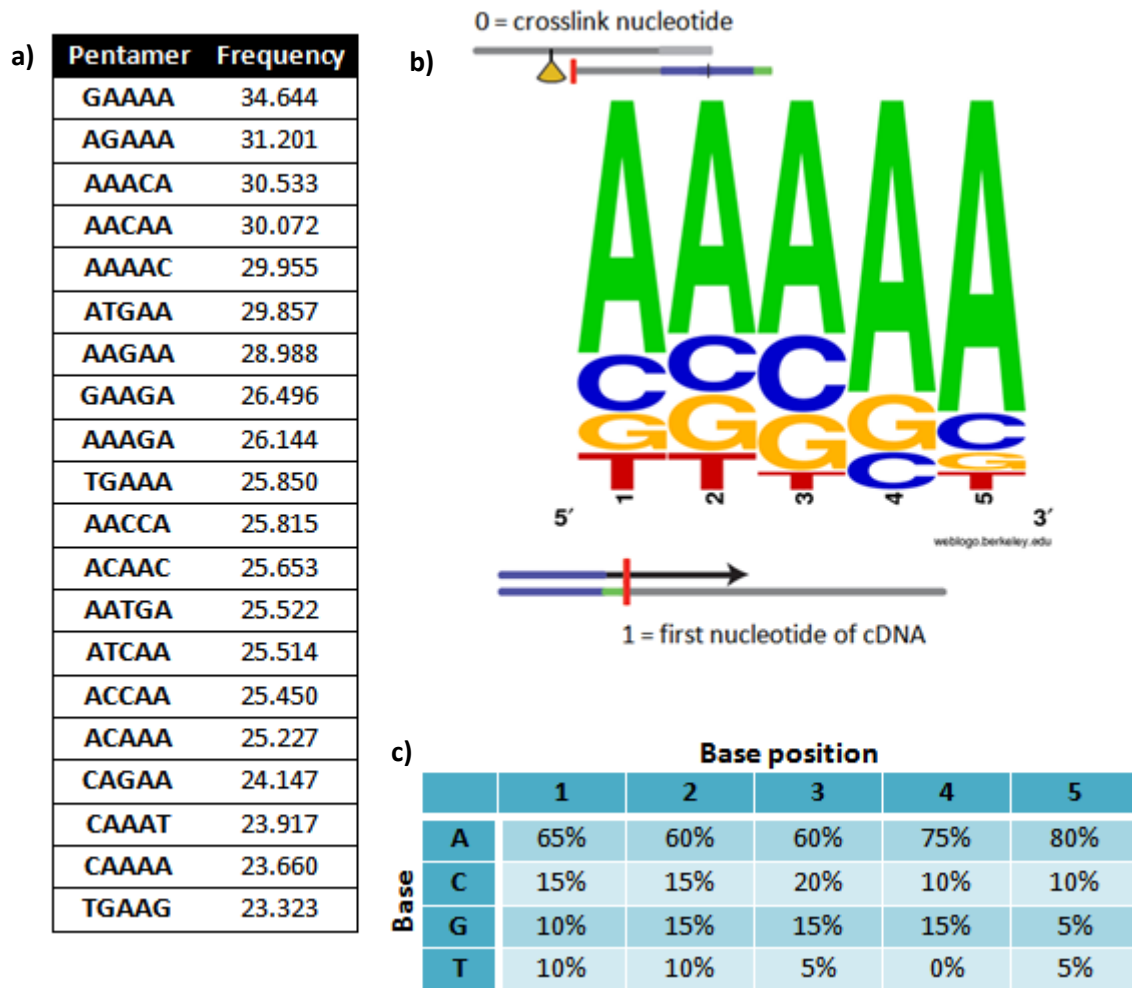 a)
Pentamer Frequency
GAAAA 34.644
AGAAA 31.201
AAACA 30.533
AACAA 30.072
AAAAC 29.955
ATGAA 29.857
AAGAA 28.988
GAAGA 26.496
AAAGA 26.144
TGAAA 25.850
AACCA 25.815
ACAAC 25.653
AATGA 25.522
ATCAA 25.514
ACCAA 25.450
ACAAA 25.227
CAGAA 24.147
CAAAT 23.917
CAAAA 23.660
TGAAG 23.323
b)
0 = crosslink nucleotide
A A A A A
C C C G C
G G G C G
T T T T
1 2 3 4 5
5′ 3′
weblogo.berkeley.edu
1 = first nucleotide of cDNA
c)
Base position
1 2 3 4 5
Base
A 65% 60% 60% 75% 80%
C 15% 15% 20% 10% 10%
G 10% 15% 15% 15% 5%
T 10% 10% 5% 0% 5%